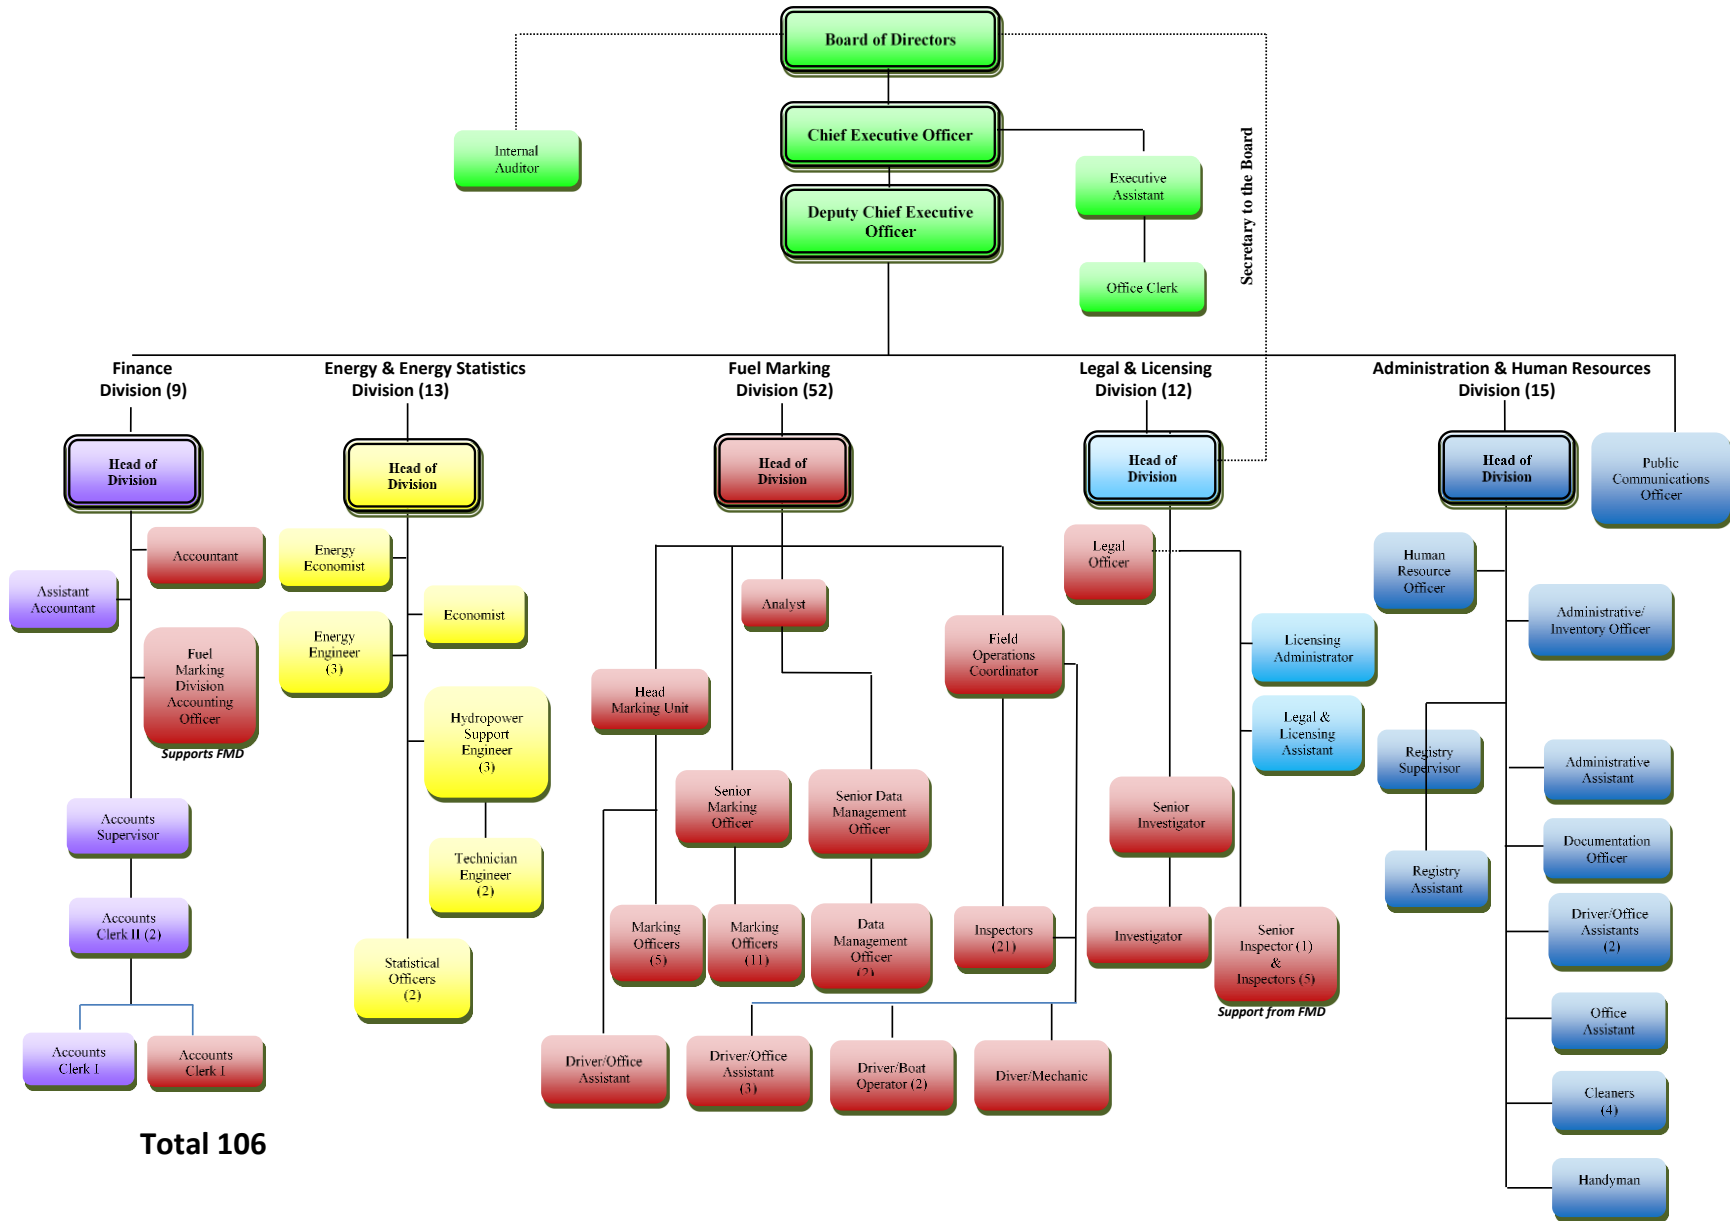 Board of Directors
Chief Executive Officer
Internal
Auditor
Executive
Assistant
Deputy Chief Executive
Officer
Secretary to the Board
Office Clerk
Finance
Division (9)
Energy & Energy Statistics
Division (13)
Fuel Marking
Division (52)
Legal & Licensing
Division (12)
Administration & Human Resources
Division (15)
Head of
Division
Head of
Division
Head of
Division
Head of
Division
Head of
Division
Public
Communications
Officer
Accountant
Assistant
Accountant
Fuel
Marking
Division
Accounting
Officer
Supports FMD
Accounts
Supervisor
Accounts
Clerk II (2)
Accounts
Clerk I
Accounts
Clerk I
Energy
Economist
Economist
Energy
Engineer
(3)
Hydropower
Support
Engineer
(3)
Technician
Engineer
(2)
Statistical
Officers
(2)
Analyst
Field
Operations
Coordinator
Head
Marking Unit
Senior
Marking
Officer
Senior Data
Management
Officer
Marking
Officers
(5)
Marking
Officers
(11)
Data
Management
Officer
(2)
Inspectors
(21)
Driver/Office
Assistant
Driver/Office
Assistant
(3)
Driver/Boat
Operator (2)
Diver/Mechanic
Legal
Officer
Licensing
Administrator
Legal &
Licensing
Assistant
Senior
Investigator
Investigator
Senior
Inspector (1)
&
Inspectors (5)
Support from FMD
Human
Resource
Officer
Administrative/
Inventory Officer
Registry
Supervisor
Administrative
Assistant
Registry
Assistant
Documentation
Officer
Driver/Office
Assistants
(2)
Office
Assistant
Cleaners
(4)
Handyman
Total 106